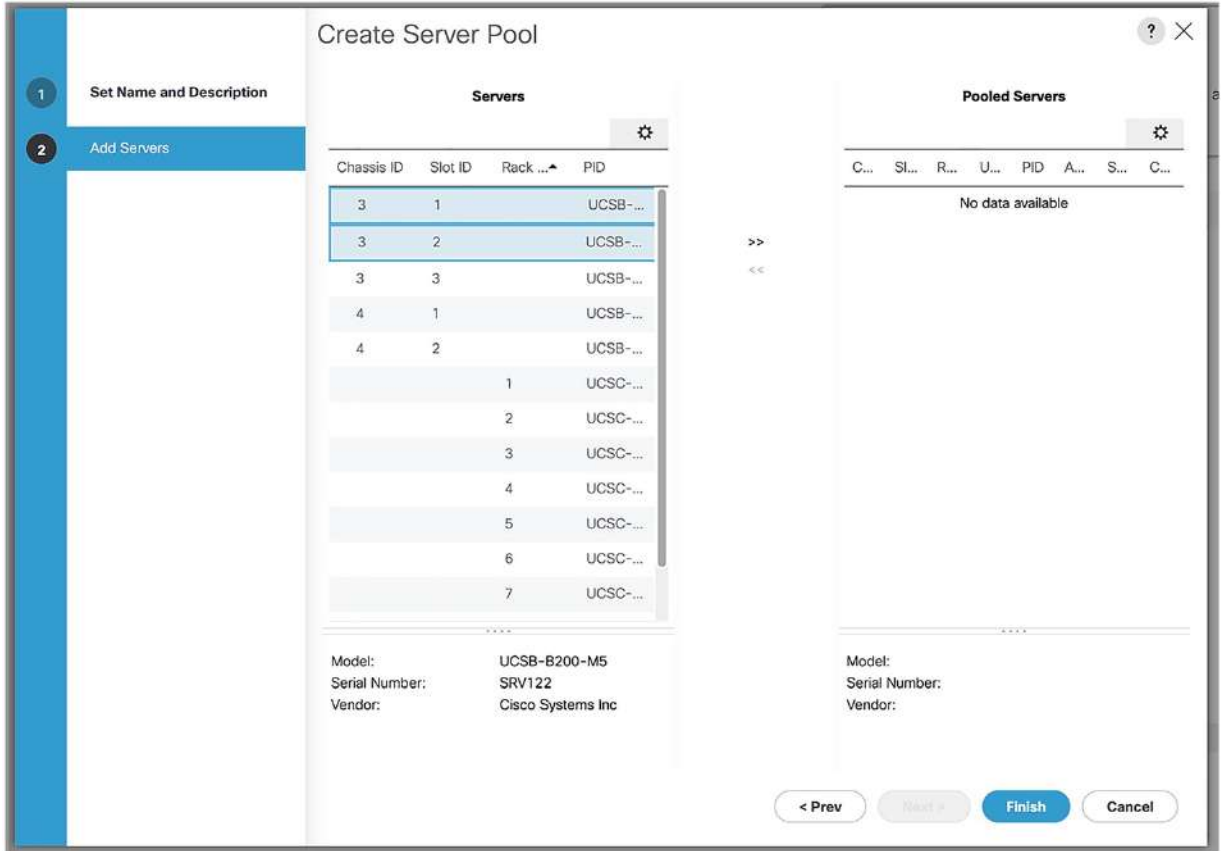 Create Server Pool
?
1 Set Name and Description
2 Add Servers
Servers
Chassis ID Slot ID Rack ... PID
3 1 UCSB-...
3 2 UCSB-...
3 3 UCSB-...
4 1 UCSB-...
4 2 UCSB-...
1 UCSC-...
2 UCSC-...
3 UCSC-...
4 UCSC-...
5 UCSC-...
6 UCSC-...
7 UCSC-...
Model: UCSB-B200-M5
Serial Number: SRV122
Vendor: Cisco Systems Inc
>>
<<
Pooled Servers
C... Sl... R... U... PID A... S... C...
No data available
Model:
Serial Number:
Vendor:
< Prev Next > Finish Cancel
a